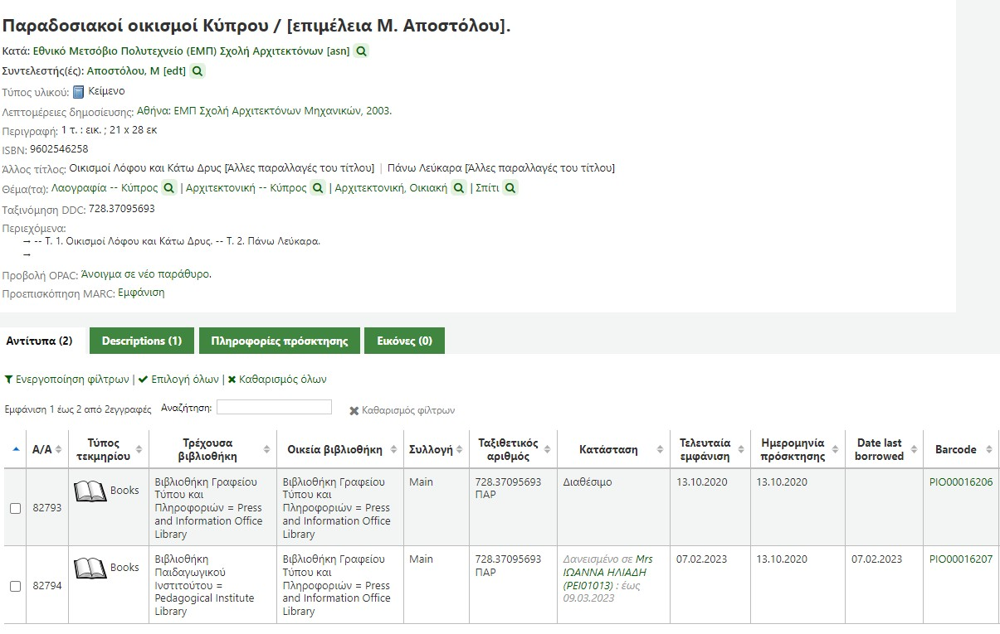 Παραδοσιακοί οικισμοί Κύπρου / [επιμέλεια Μ. Αποστόλου].
Κατά: Εθνικό Μετσόβιο Πολυτεχνείο (ΕΜΠ) Σχολή Αρχιτεκτόνων [asn]
Συντελεστής(ές): Αποστόλου, Μ [edt]
Τύπος υλικού: Κείμενο
Λεπτομέρειες δημοσίευσης: Αθήνα: ΕΜΠ Σχολή Αρχιτεκτόνων Μηχανικών, 2003.
Περιγραφή: 1 τ. : εικ. ; 21 x 28 εκ
ISBN: 9602546258
Άλλος τίτλος: Οικισμοί Λόφου και Κάτω Δρυς [Άλλες παραλλαγές του τίτλου] | Πάνω Λεύκαρα [Άλλες παραλλαγές του τίτλου]
Θέμα(τα): Λαογραφία -- Κύπρος | Αρχιτεκτονική -- Κύπρος | Αρχιτεκτονική, Οικιακή | Σπίτι
Ταξινόμηση DDC: 728.37095693
Περιεχόμενα:
→ -- Τ. 1. Οικισμοί Λόφου και Κάτω Δρυς. -- Τ. 2. Πάνω Λεύκαρα.
→
Προβολή OPAC: Άνοιγμα σε νέο παράθυρο.
Προεπισκόπηση MARC: Εμφάνιση
Αντίτυπα (2) Descriptions (1) Πληροφορίες πρόσκτησης Εικόνες (0)
Ενεργοποίηση φίλτρων | Επιλογή όλων | Καθαρισμός όλων
Εμφάνιση 1 έως 2 από 2εγγραφές Αναζήτηση: Καθαρισμός φίλτρων
Α/Α Τύπος τεκμηρίου Τρέχουσα βιβλιοθήκη Οικεία βιβλιοθήκη Συλλογή Ταξιθετικός αριθμός Κατάσταση Τελευταία εμφάνιση Ημερομηνία πρόσκτησης Date last borrowed Barcode
82793 Books Βιβλιοθήκη Γραφείου Τύπου και Πληροφοριών = Press and Information Office Library Βιβλιοθήκη Γραφείου Τύπου και Πληροφοριών = Press and Information Office Library Main 728.37095693 ΠΑΡ Διαθέσιμο 13.10.2020 13.10.2020 PIO00016206
82794 Books Βιβλιοθήκη Παιδαγωγικού Ινστιτούτου = Pedagogical Institute Library Βιβλιοθήκη Γραφείου Τύπου και Πληροφοριών = Press and Information Office Library Main 728.37095693 ΠΑΡ Δανεισμένο σε Mrs ΙΩΑΝΝΑ ΗΛΙΑΔΗ (PEI01013) : έως 09.03.2023 07.02.2023 13.10.2020 07.02.2023 PIO00016207